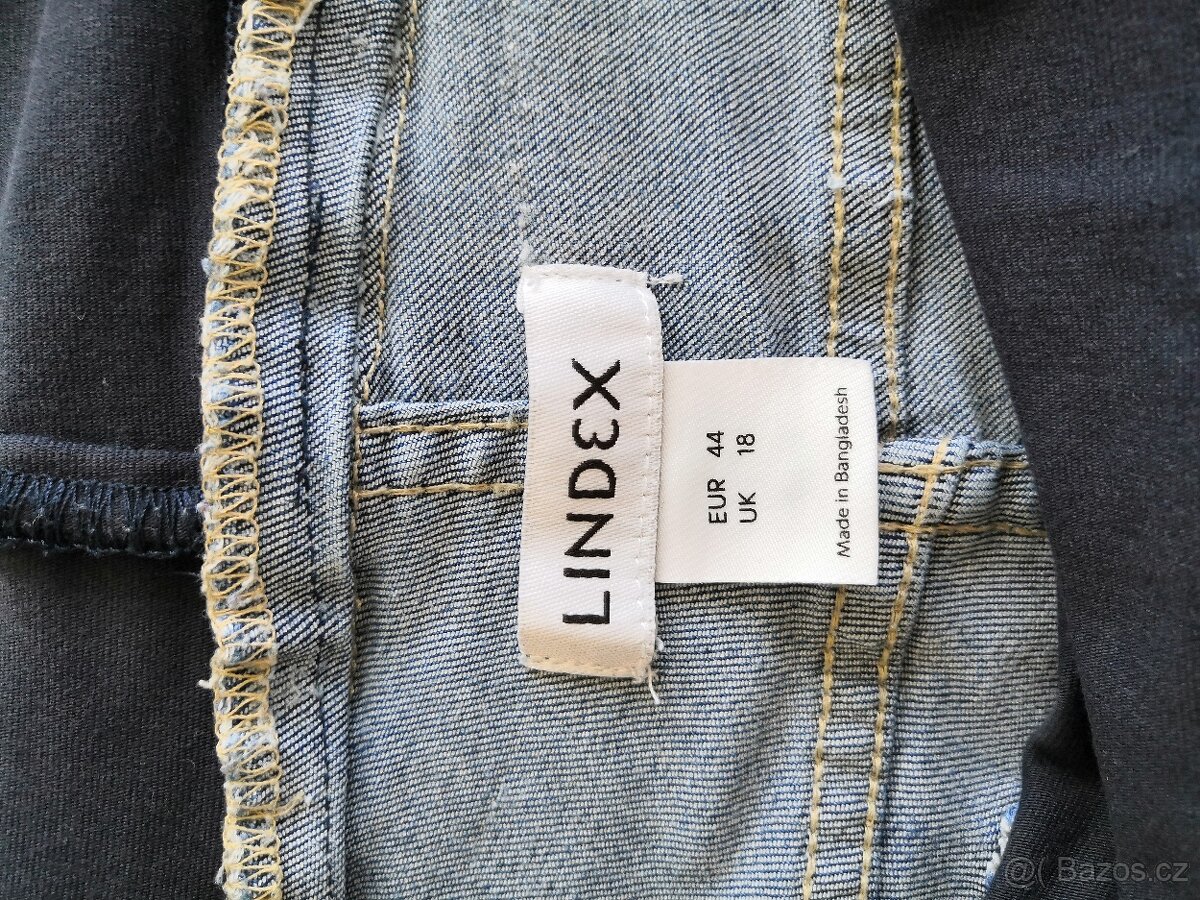 LINDEX
EUR 44
UK 18
Made in Bangladesh
@( Bazos.cz